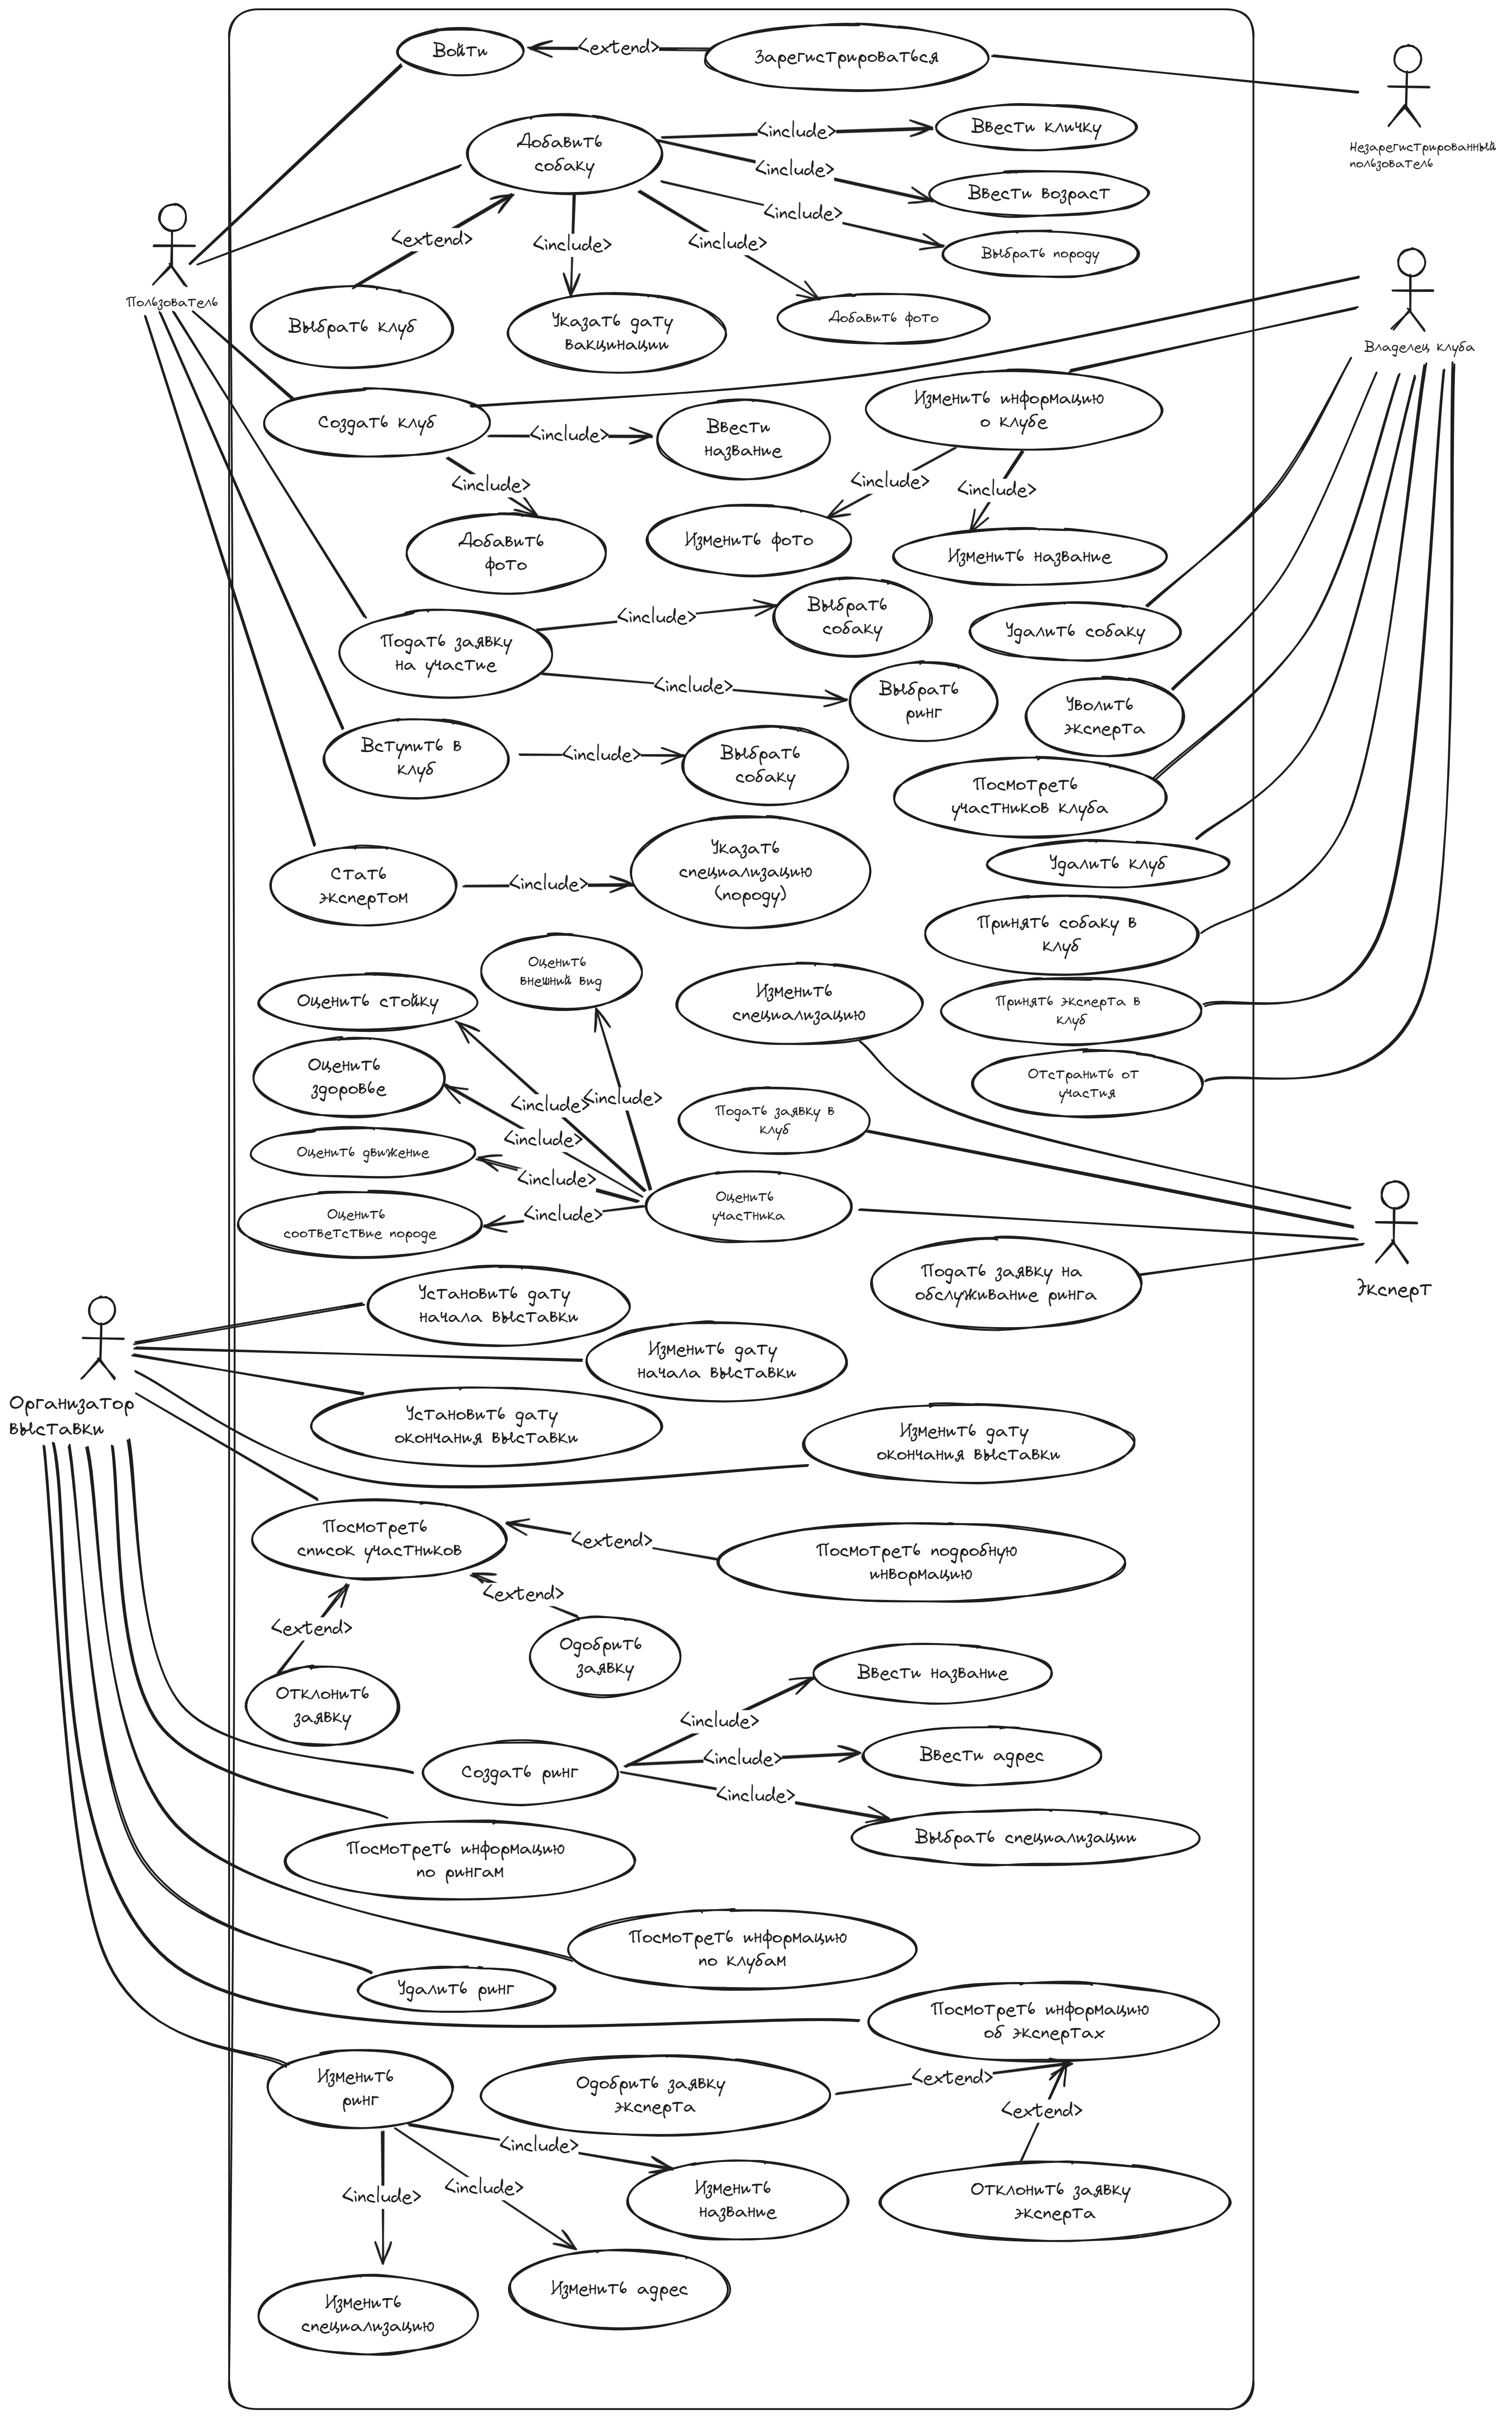 Войти
<extend>
Зарегистрироваться
Незарегистрированный
пользователь
Добавить
собаку
<include>
Ввести кличку
<include>
Ввести возраст
<include>
Выбрать породу
<extend>
<include>
<include>
Пользователь
Выбрать клуб
Указать дату
вакцинации
Добавить фото
Владелец клуба
Создать клуб
<include>
Ввести
название
Изменить информацию
о клубе
<include>
<include>
<include>
Добавить
фото
Изменить фото
Изменить название
Подать заявку
на участие
<include>
Выбрать
собаку
Удалить собаку
<include>
Выбрать
ринг
Уволить
эксперта
Вступить в
клуб
<include>
Выбрать
собаку
Посмотреть
участников клуба
Удалить клуб
Стать
экспертом
<include>
Указать
специализацию
(породу)
Принять собаку в
клуб
Оценить
внешний вид
Оценить стойку
Изменить
специализацию
Принять эксперта в
клуб
Оценить
здоровье
Отстранить от
участия
<include>
<include>
Подать заявку в
клуб
<include>
Оценить движение
<include>
Оценить
участника
Оценить
соответствие породе
<include>
Подать заявку на
обслуживание ринга
Эксперт
Установить дату
начала выставки
Изменить дату
начала выставки
Организатор
выставки
Установить дату
окончания выставки
Изменить дату
окончания выставки
Посмотреть
список участников
<extend>
Посмотреть подробную
инвормацию
<extend>
<extend>
Одобрить
заявку
Отклонить
заявку
Ввести название
<include>
Создать ринг
<include>
Ввести адрес
<include>
Выбрать специализации
Посмотреть информацию
по рингам
Посмотреть информацию
по клубам
Удалить ринг
Посмотреть информацию
об экспертах
Изменить
ринг
Одобрить заявку
эксперта
<extend>
<extend>
<include>
<include>
<include>
Изменить
название
Отклонить заявку
эксперта
Изменить адрес
Изменить
специализацию